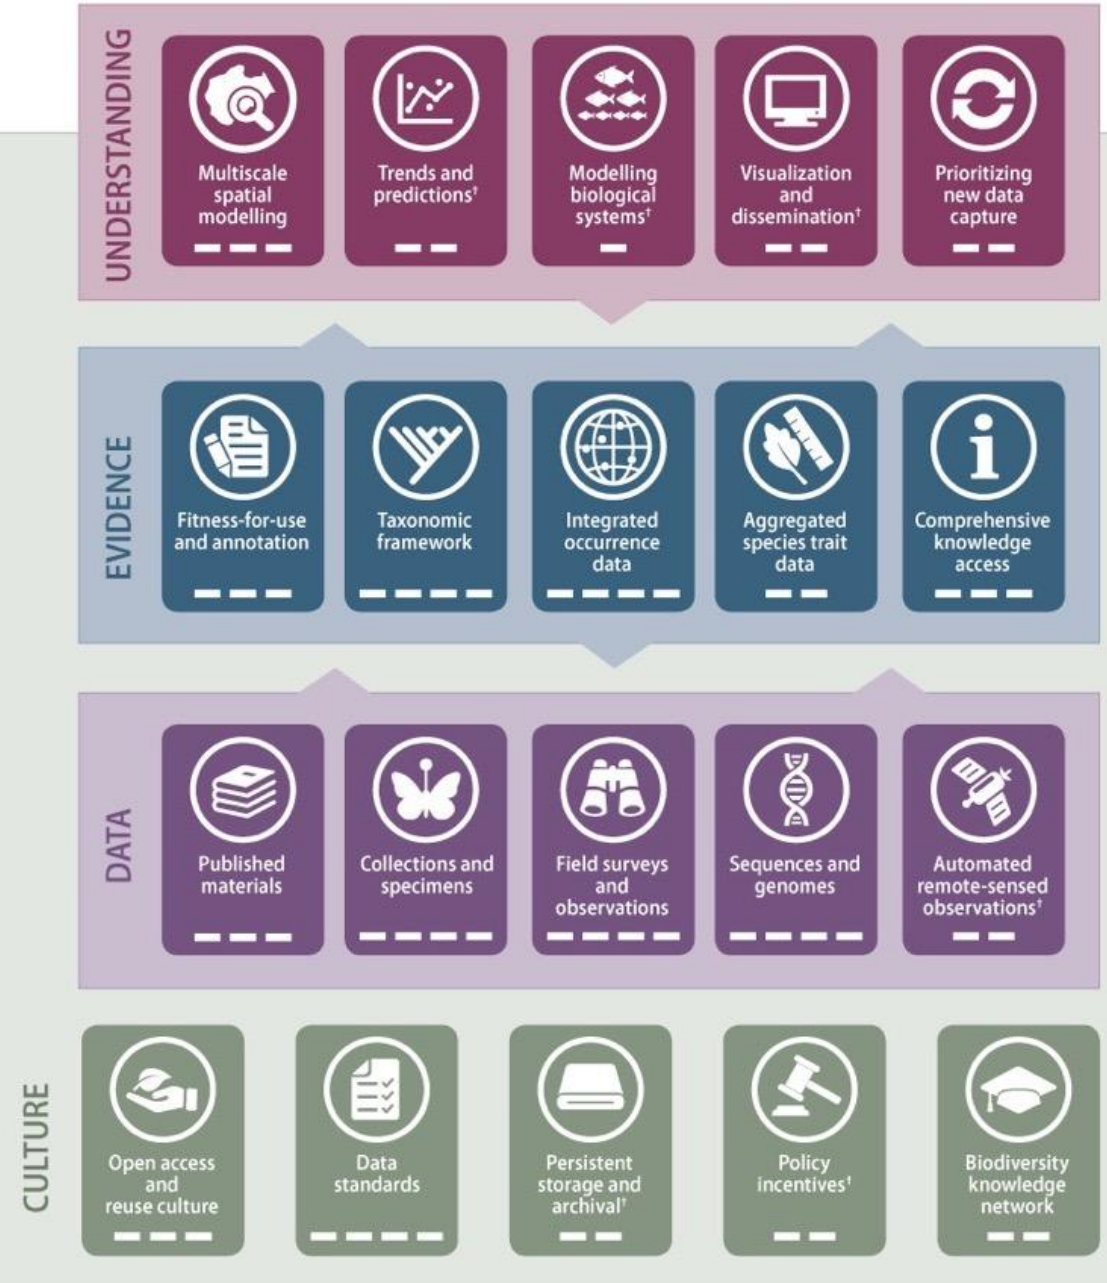 UNDERSTANDING
Multiscale
spatial
modelling
Trends and
predictions†
Modelling
biological
systems†
Visualization
and
dissemination†
Prioritizing
new data
capture
EVIDENCE
Fitness-for-use
and annotation
Taxonomic
framework
Integrated
occurrence
data
Aggregated
species trait
data
Comprehensive
knowledge
access
DATA
Published
materials
Collections and
specimens
Field surveys
and
observations
Sequences and
genomes
Automated
remote-sensed
observations†
CULTURE
Open access
and
reuse culture
Data
standards
Persistent
storage and
archival†
Policy
incentives†
Biodiversity
knowledge
network